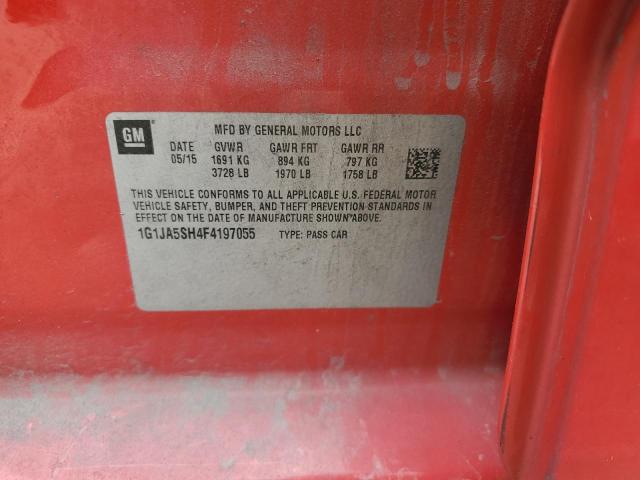 GM
MFD BY GENERAL MOTORS LLC
DATE GVWR GAWR FRT GAWR RR
05/15 1691 KG 894 KG 797 KG
3728 LB 1970 LB 1758 LB
THIS VEHICLE CONFORMS TO ALL APPLICABLE U.S. FEDERAL MOTOR
VEHICLE SAFETY, BUMPER, AND THEFT PREVENTION STANDARDS IN
EFFECT ON THE DATE OF MANUFACTURE SHOWN ABOVE.
1G1JA5SH4F4197055 TYPE: PASS CAR